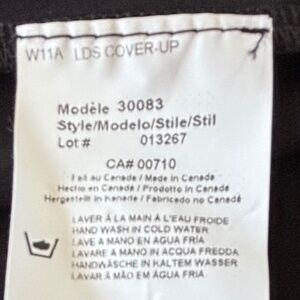 W11A LDS COVER-UP
Modèle 30083
Style/Modelo/Stile/Stil
Lot # 013267
CA# 00710
Fait au Canada / Made in Canada
Hecho en Canadá / Prodotto in Canada
Hergestellt in Kanada / Fabricado no Canadá
LAVER À LA MAIN À L'EAU FROIDE
HAND WASH IN COLD WATER
LAVE A MANO EN AGUA FRÍA
LAVARE A MANO IN ACQUA FREDDA
HANDWÄSCHE IN KALTEM WASSER
LAVAR À MÃO EM ÁGUA FRIA